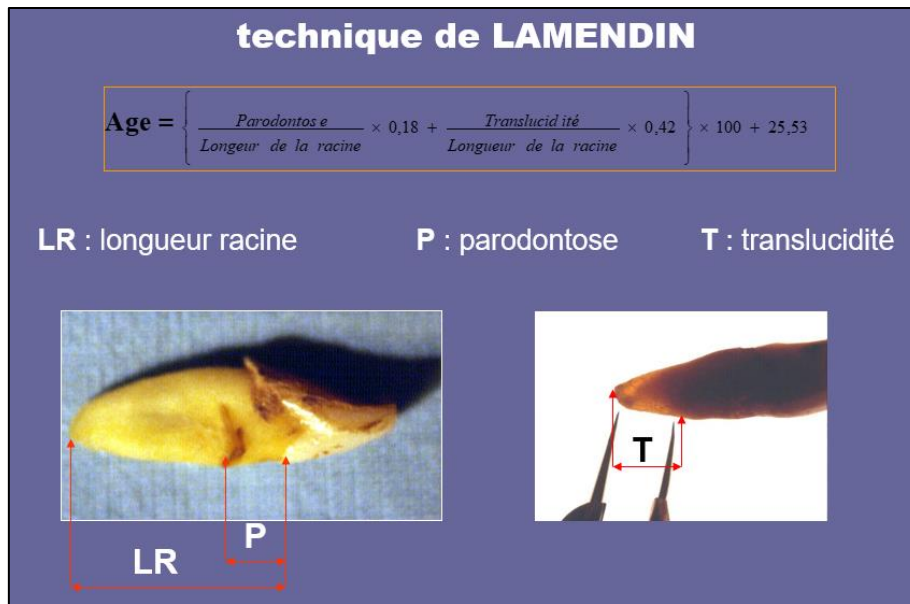 technique de LAMENDIN
Age = { Parodontos e / Longeur de la racine × 0,18 + Translucid ité / Longueur de la racine × 0,42 } × 100 + 25,53
LR : longueur racine P : parodontose T : translucidité
P
LR
T